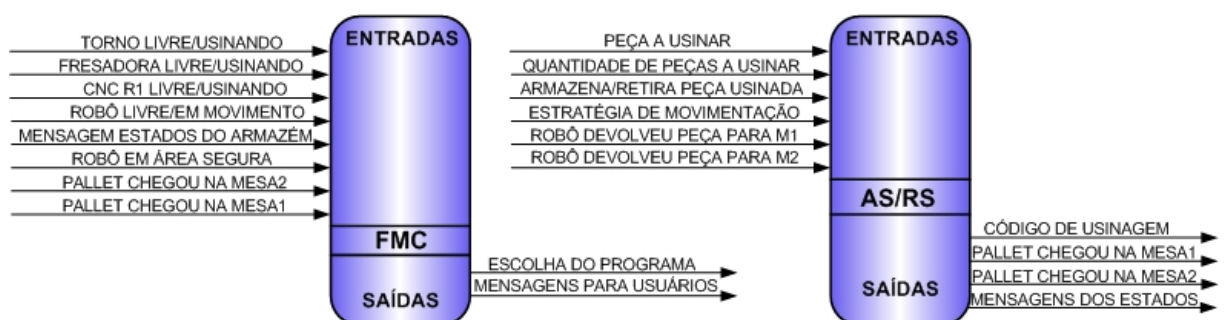 ENTRADAS
TORNO LIVRE/USINANDO
FRESADORA LIVRE/USINANDO
CNC R1 LIVRE/USINANDO
ROBÔ LIVRE/EM MOVIMENTO
MENSAGEM ESTADOS DO ARMAZÉM
ROBÔ EM ÁREA SEGURA
PALLET CHEGOU NA MESA2
PALLET CHEGOU NA MESA1
FMC
ESCOLHA DO PROGRAMA
MENSAGENS PARA USUÁRIOS
SAÍDAS
ENTRADAS
PEÇA A USINAR
QUANTIDADE DE PEÇAS A USINAR
ARMAZENA/RETIRA PEÇA USINADA
ESTRATÉGIA DE MOVIMENTAÇÃO
ROBÔ DEVOLVEU PEÇA PARA M1
ROBÔ DEVOLVEU PEÇA PARA M2
AS/RS
CÓDIGO DE USINAGEM
PALLET CHEGOU NA MESA1
PALLET CHEGOU NA MESA2
MENSAGENS DOS ESTADOS
SAÍDAS